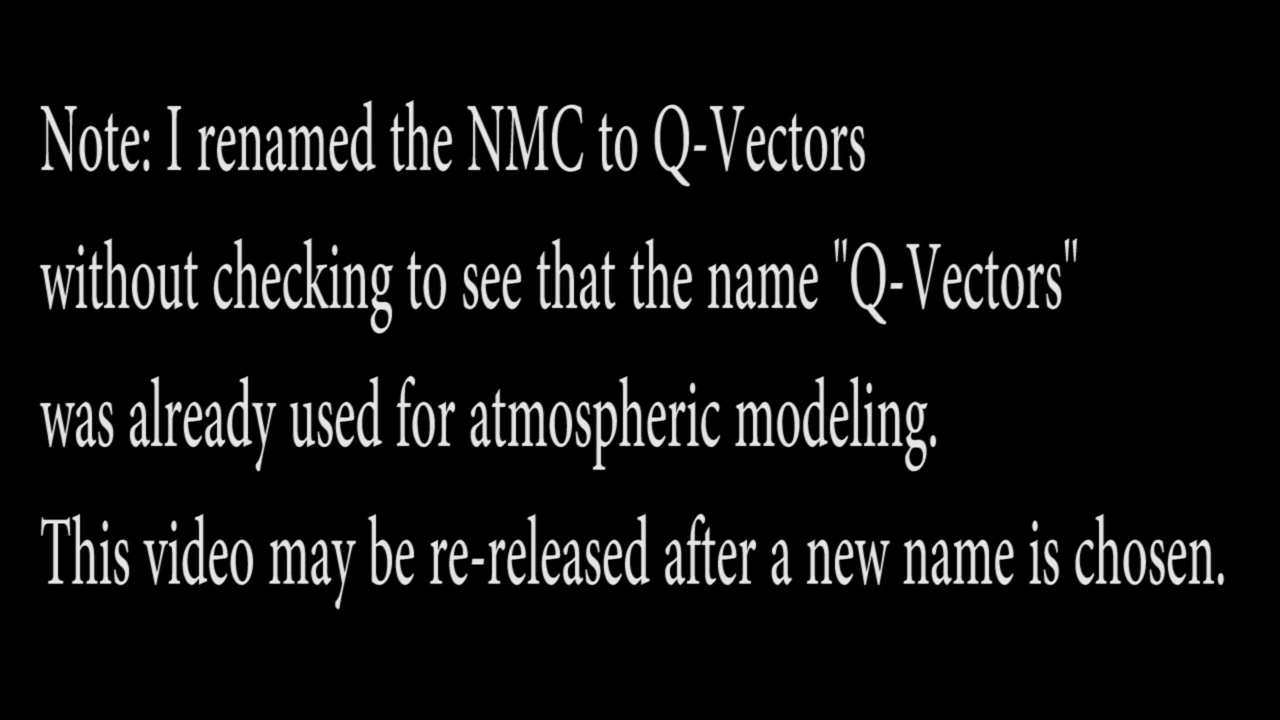 Note: I renamed the NMC to Q-Vectors
without checking to see that the name "Q-Vectors"
was already used for atmospheric modeling.
This video may be re-released after a new name is chosen.